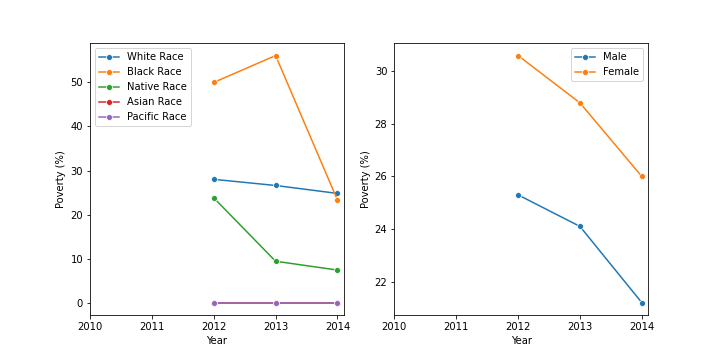 White Race
Black Race
Native Race
Asian Race
Pacific Race
50
40
30
20
10
0
Poverty (%)
2010 2011 2012 2013 2014
Year
Male
Female
30
28
26
24
22
Poverty (%)
2010 2011 2012 2013 2014
Year